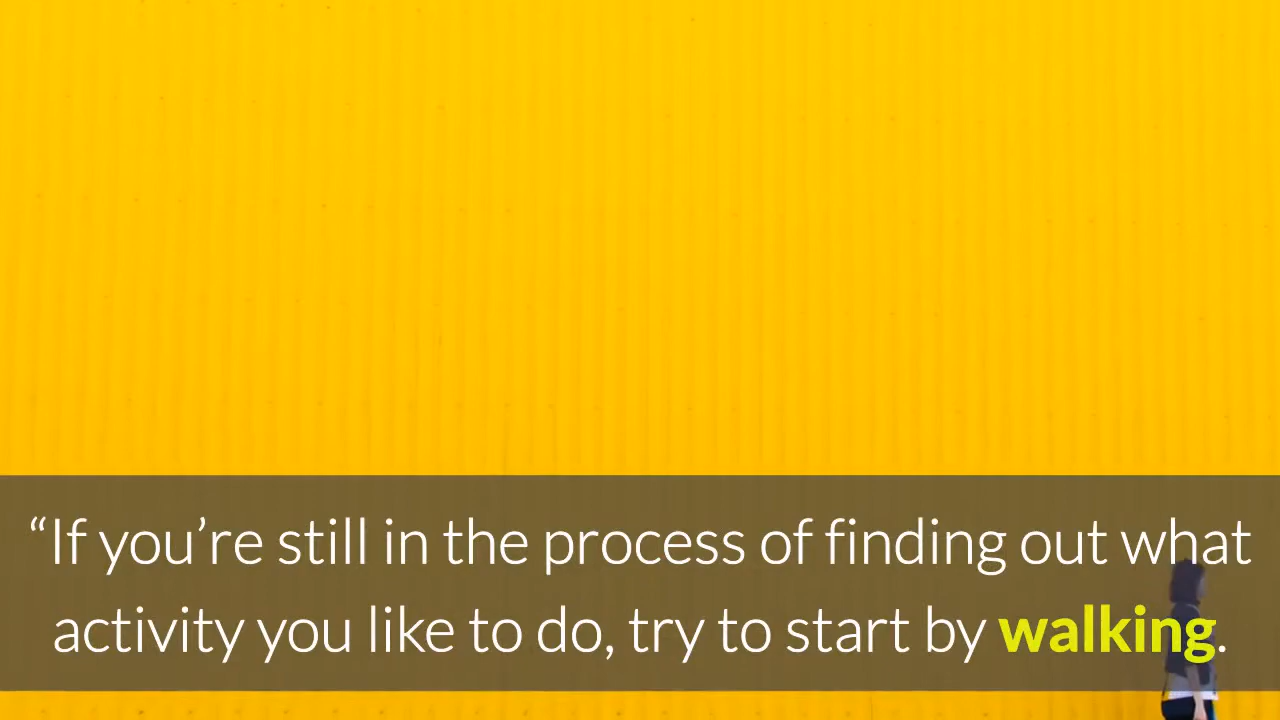 “If you’re still in the process of finding out what
activity you like to do, try to start by walking.